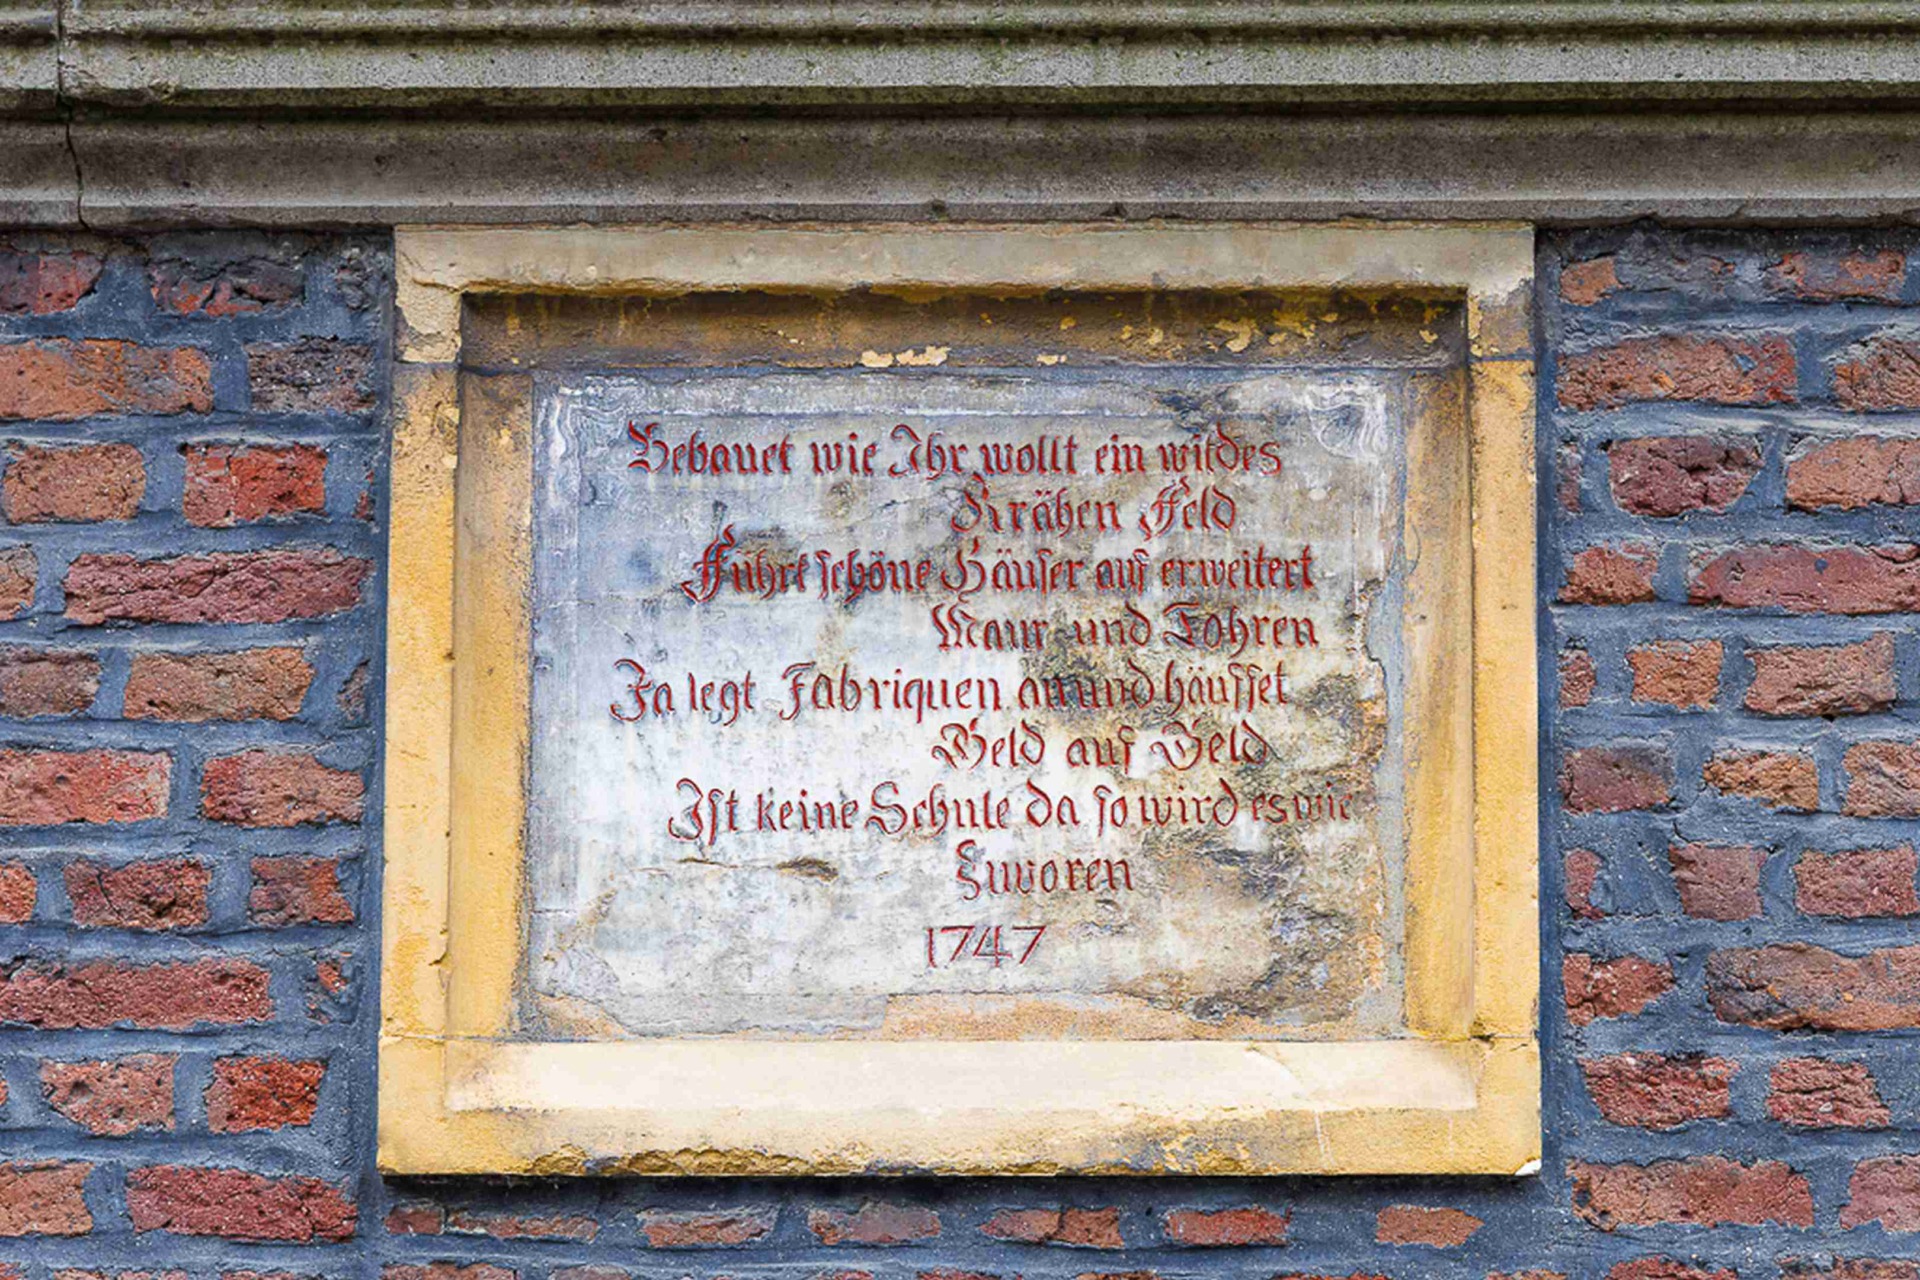 Bebauet wie Ihr wollt ein wildes
Krähen Feld
Führt schöne Häuser auf erweitert
Maur und Tohren
Ja legt Fabriquen an und häuffet
Geld auf Geld
Ist keine Schule da so wird es wie
Zuvoren
1747